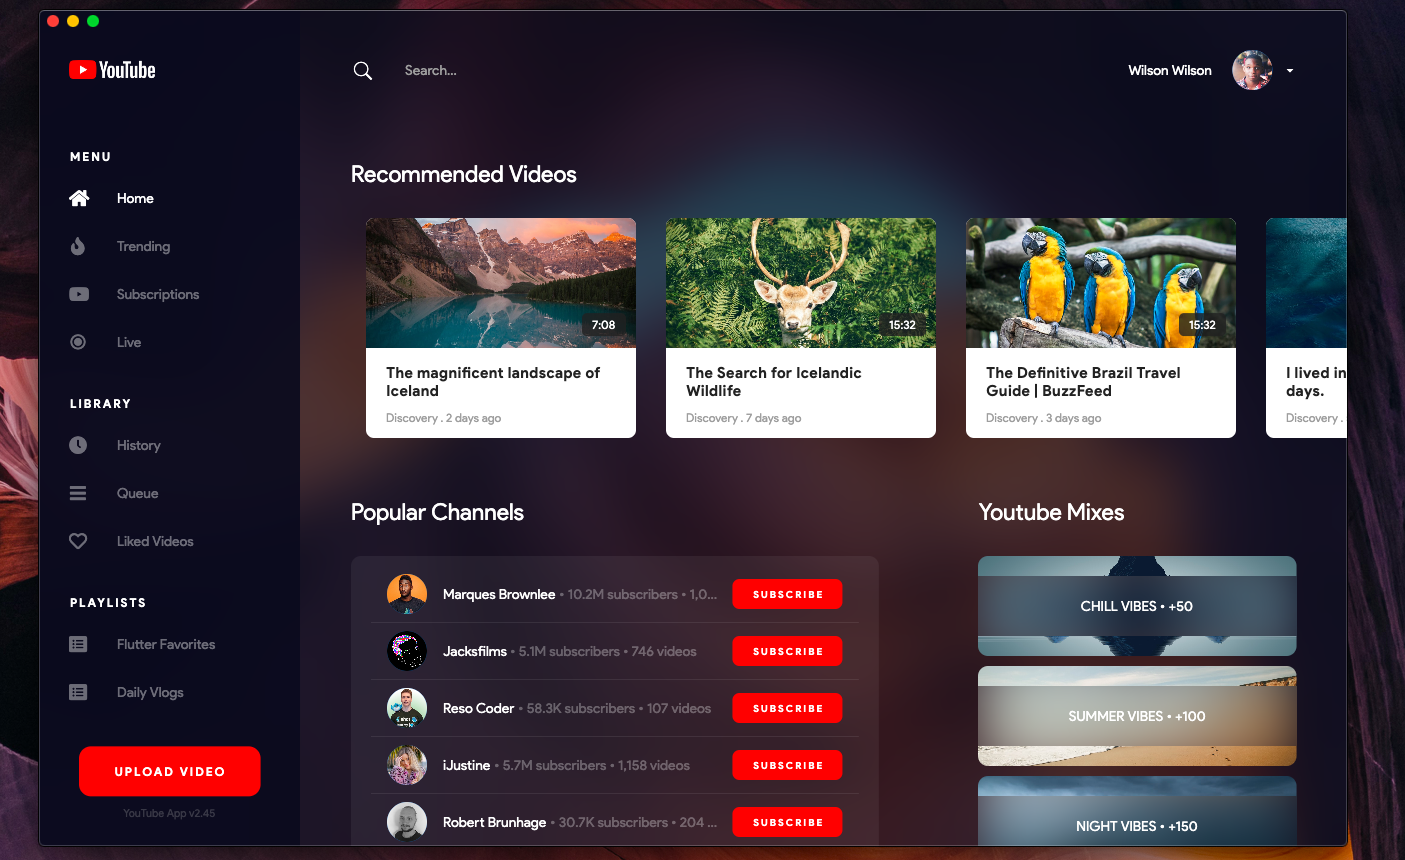 YouTube
Search...
Wilson Wilson
MENU
Home
Trending
Subscriptions
Live
LIBRARY
History
Queue
Liked Videos
PLAYLISTS
Flutter Favorites
Daily Vlogs
UPLOAD VIDEO
YouTube App v2.45
Recommended Videos
7:08
The magnificent landscape of
Iceland
Discovery . 2 days ago
15:32
The Search for Icelandic
Wildlife
Discovery . 7 days ago
15:32
The Definitive Brazil Travel
Guide | BuzzFeed
Discovery . 3 days ago
I lived in
days.
Discovery .
Popular Channels
Marques Brownlee • 10.2M subscribers • 1,0...
SUBSCRIBE
Jacksfilms • 5.1M subscribers • 746 videos
SUBSCRIBE
Reso Coder • 58.3K subscribers • 107 videos
SUBSCRIBE
iJustine • 5.7M subscribers • 1,158 videos
SUBSCRIBE
Robert Brunhage • 30.7K subscribers • 204 ...
SUBSCRIBE
Youtube Mixes
CHILL VIBES • +50
SUMMER VIBES • +100
NIGHT VIBES • +150